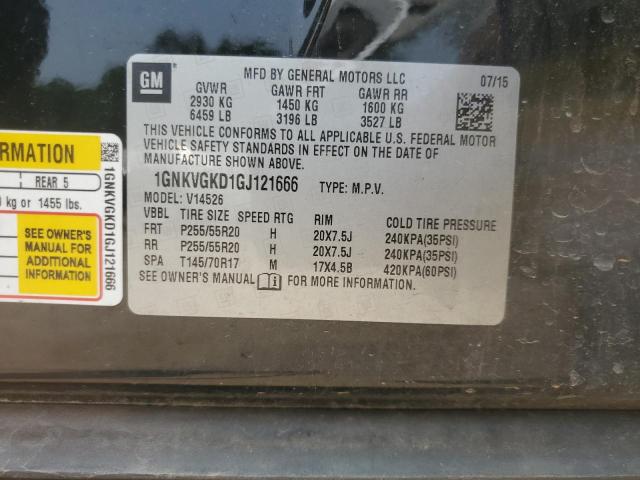 GM
MFD BY GENERAL MOTORS LLC 07/15
GVWR GAWR FRT GAWR RR
2930 KG 1450 KG 1600 KG
6459 LB 3196 LB 3527 LB
THIS VEHICLE CONFORMS TO ALL APPLICABLE U.S. FEDERAL MOTOR
VEHICLE SAFETY STANDARDS IN EFFECT ON THE DATE OF
MANUFACTURE SHOWN ABOVE.
1GNKVGKD1GJ121666 TYPE: M.P.V.
MODEL: V14526
VBBL TIRE SIZE SPEED RTG RIM COLD TIRE PRESSURE
FRT P255/55R20 H 20X7.5J 240KPA(35PSI)
RR P255/55R20 H 20X7.5J 240KPA(35PSI)
SPA T145/70R17 M 17X4.5B 420KPA(60PSI)
SEE OWNER'S MANUAL FOR MORE INFORMATION.
REAR 5
kg or 1455 lbs.
SEE OWNER'S
MANUAL FOR
ADDITIONAL
INFORMATION
1GNKVGKD1GJ121666